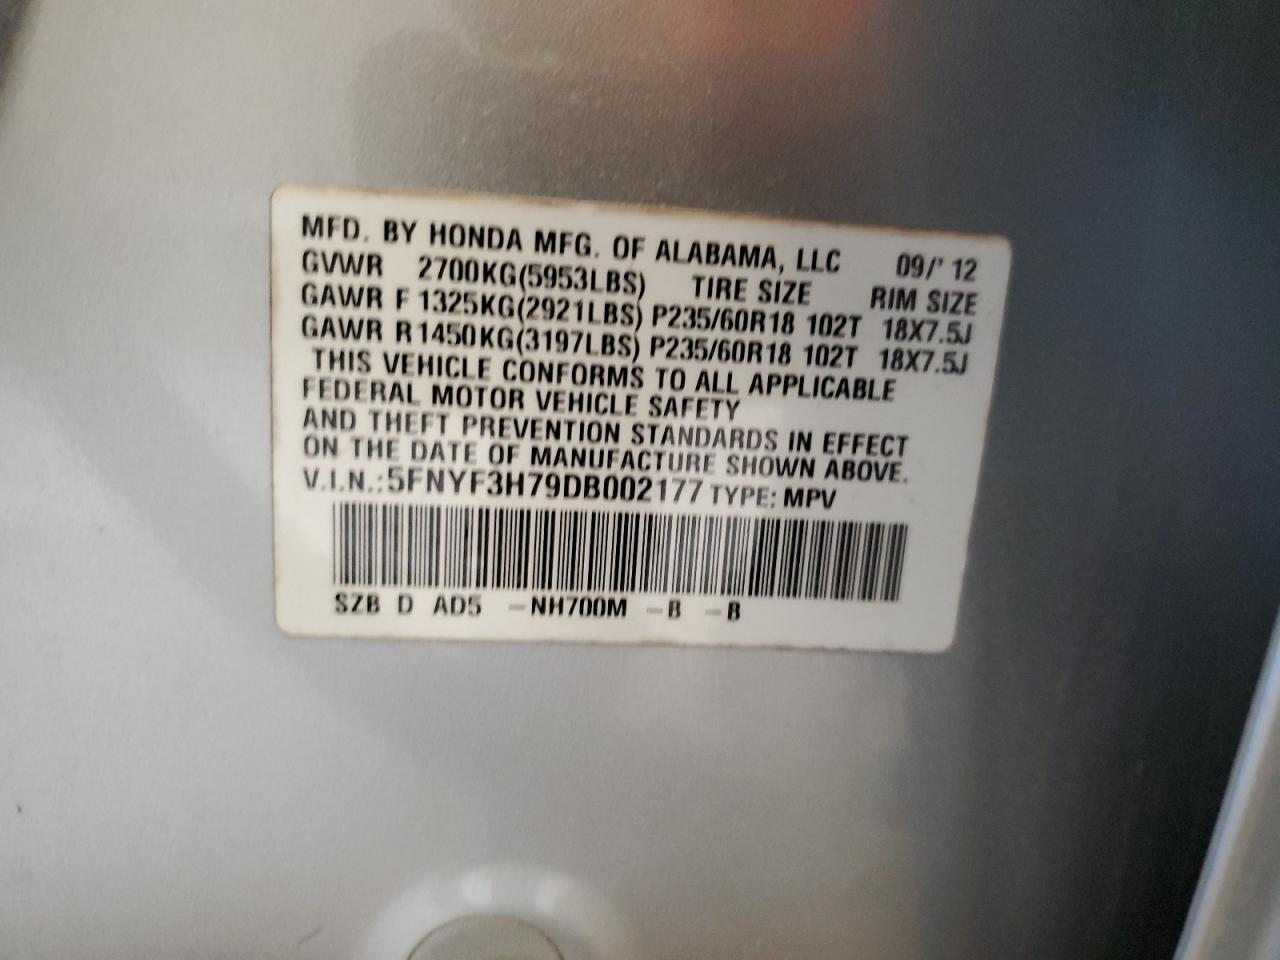 MFD. BY HONDA MFG. OF ALABAMA, LLC 09/' 12
GVWR 2700KG(5953LBS) TIRE SIZE RIM SIZE
GAWR F 1325KG(2921LBS) P235/60R18 102T 18X7.5J
GAWR R 1450KG(3197LBS) P235/60R18 102T 18X7.5J
THIS VEHICLE CONFORMS TO ALL APPLICABLE
FEDERAL MOTOR VEHICLE SAFETY
AND THEFT PREVENTION STANDARDS IN EFFECT
ON THE DATE OF MANUFACTURE SHOWN ABOVE.
V.I.N.:5FNYF3H79DB002177 TYPE: MPV
SZB D AD5 –NH700M –B –B